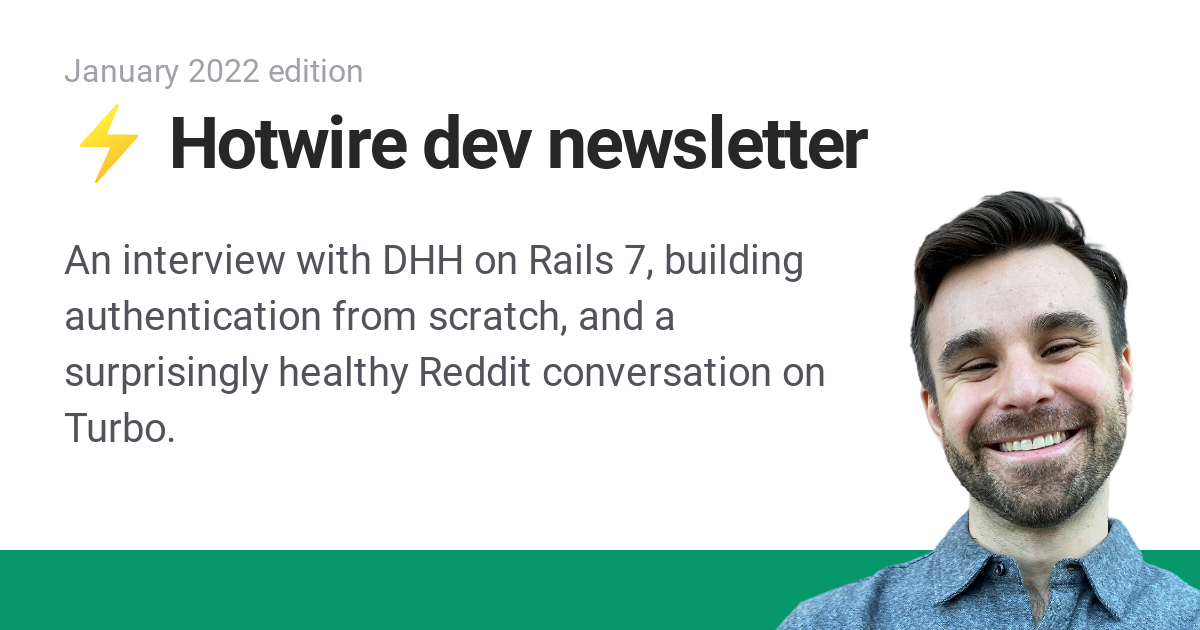 January 2022 edition
⚡ Hotwire dev newsletter
An interview with DHH on Rails 7, building
authentication from scratch, and a
surprisingly healthy Reddit conversation on
Turbo.